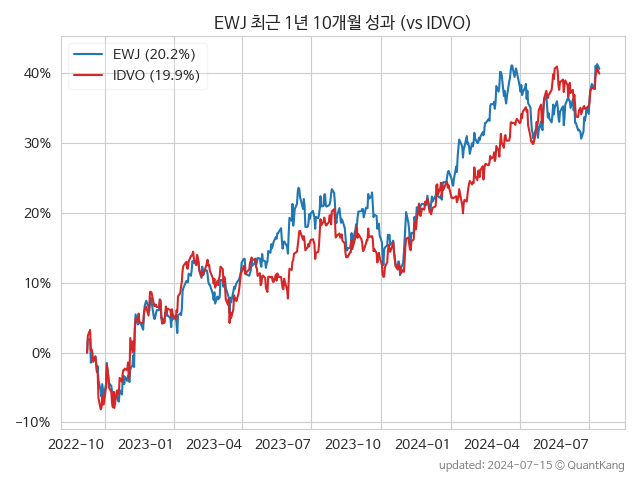 EWJ 최근 1년 10개월 성과 (vs IDVO)
EWJ (20.2%)
IDVO (19.9%)
40%
30%
20%
10%
0%
−10%
2022-10 2023-01 2023-04 2023-07 2023-10 2024-01 2024-04 2024-07
updated: 2024-07-15 © QuantKang